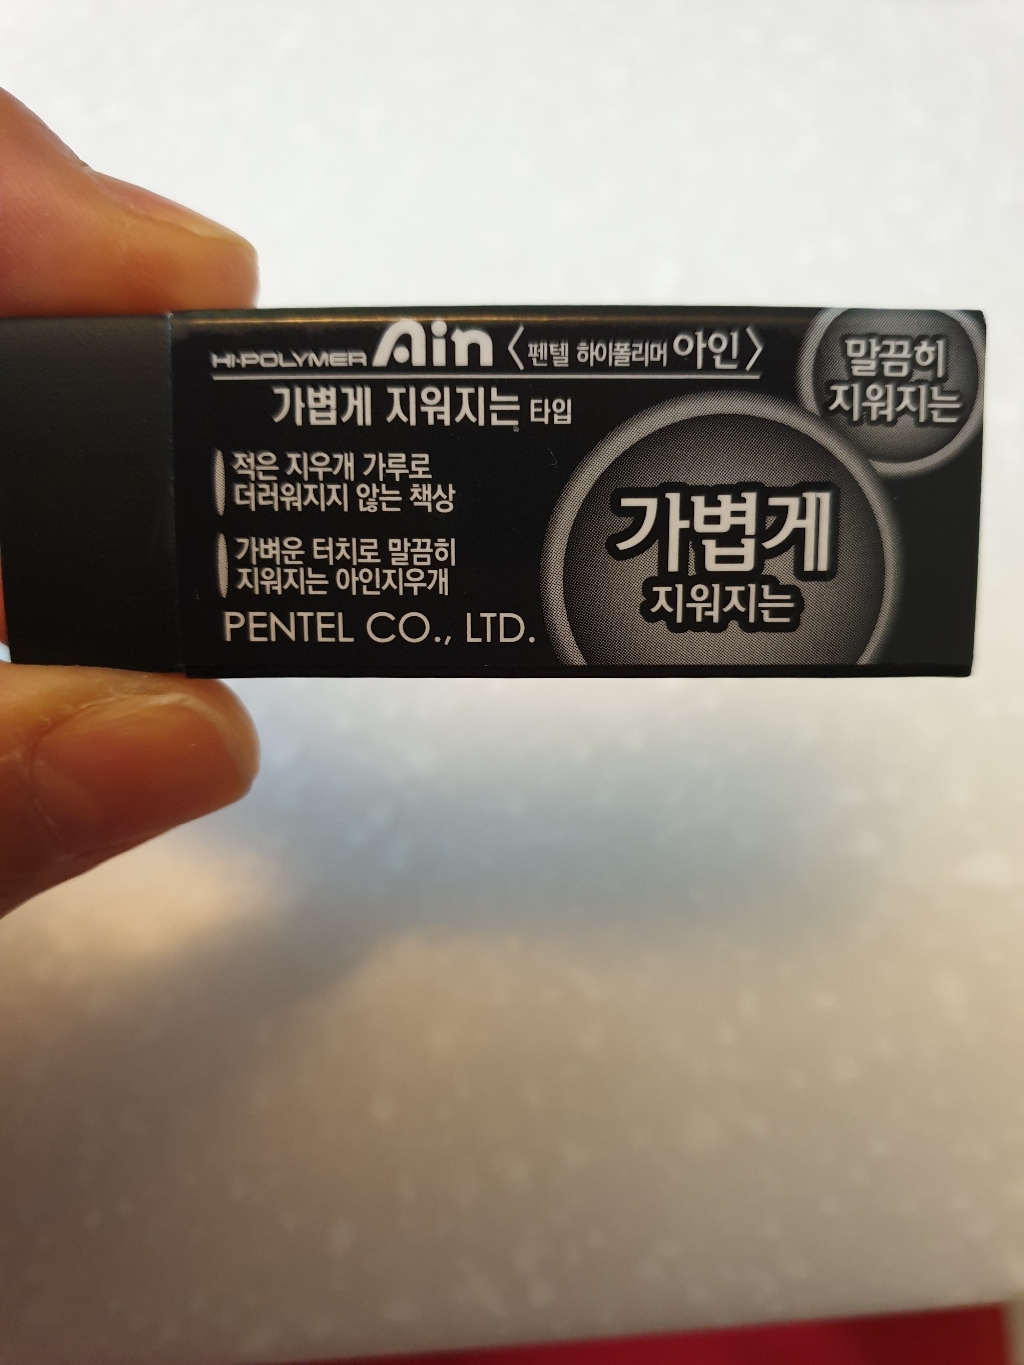 HI-POLYMER Ain 〈펜텔 하이폴리머 아인〉
가볍게 지워지는 타입
적은 지우개 가루로
더러워지지 않는 책상
가벼운 터치로 말끔히
지워지는 아인지우개
PENTEL CO., LTD.
말끔히
지워지는
가볍게
지워지는